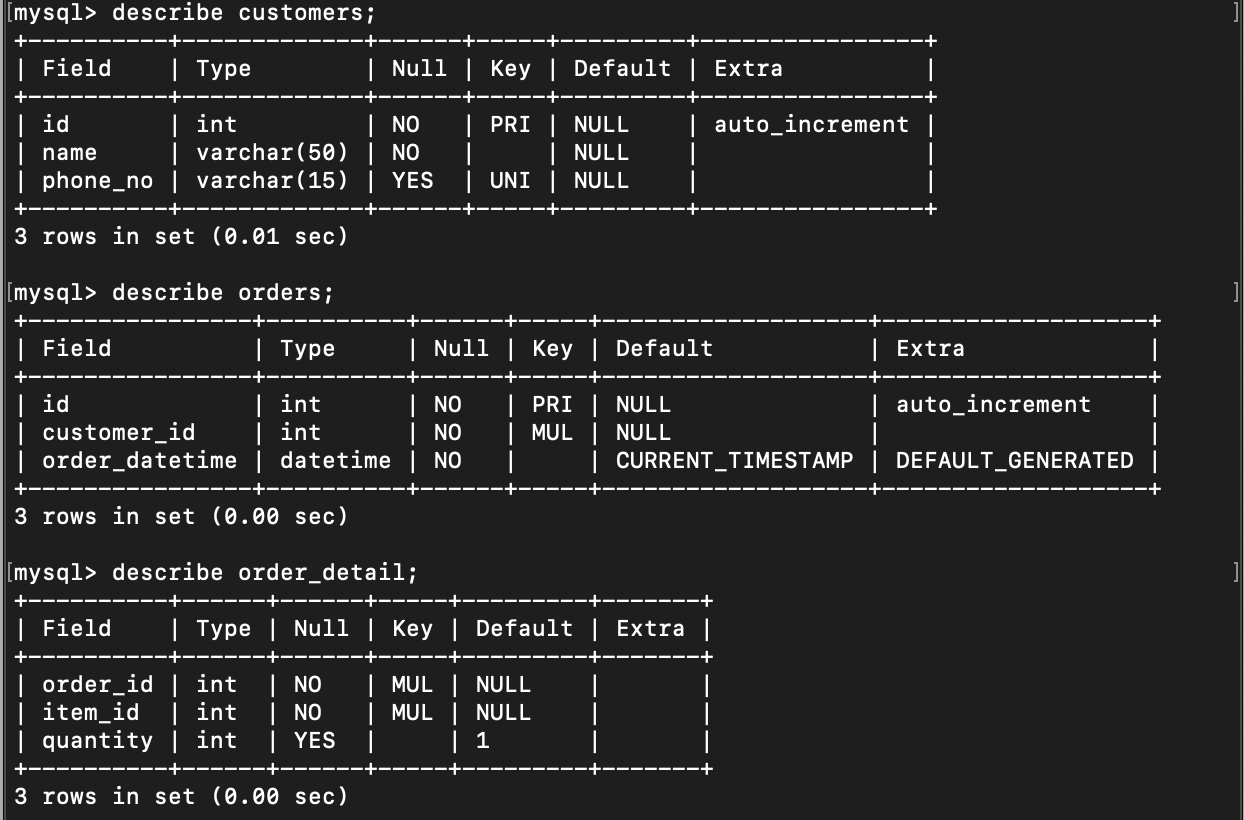 [mysql> describe customers; ]
+----------+-------------+------+-----+---------+----------------+
| Field    | Type        | Null | Key | Default | Extra          |
+----------+-------------+------+-----+---------+----------------+
| id       | int         | NO   | PRI | NULL    | auto_increment |
| name     | varchar(50) | NO   |     | NULL    |                |
| phone_no | varchar(15) | YES  | UNI | NULL    |                |
+----------+-------------+------+-----+---------+----------------+
3 rows in set (0.01 sec)

[mysql> describe orders; ]
+----------------+----------+------+-----+-------------------+-------------------+
| Field          | Type     | Null | Key | Default           | Extra             |
+----------------+----------+------+-----+-------------------+-------------------+
| id             | int      | NO   | PRI | NULL              | auto_increment    |
| customer_id    | int      | NO   | MUL | NULL              |                   |
| order_datetime | datetime | NO   |     | CURRENT_TIMESTAMP | DEFAULT_GENERATED |
+----------------+----------+------+-----+-------------------+-------------------+
3 rows in set (0.00 sec)

[mysql> describe order_detail; ]
+----------+------+------+-----+---------+-------+
| Field    | Type | Null | Key | Default | Extra |
+----------+------+------+-----+---------+-------+
| order_id | int  | NO   | MUL | NULL    |       |
| item_id  | int  | NO   | MUL | NULL    |       |
| quantity | int  | YES  |     | 1       |       |
+----------+------+------+-----+---------+-------+
3 rows in set (0.00 sec)